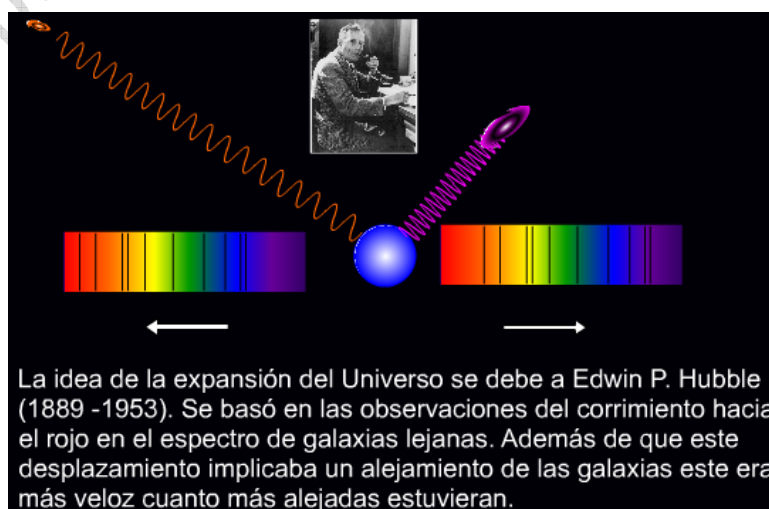 La idea de la expansión del Universo se debe a Edwin P. Hubble
(1889 -1953). Se basó en las observaciones del corrimiento hacia
el rojo en el espectro de galaxias lejanas. Además de que este
desplazamiento implicaba un alejamiento de las galaxias este era
más veloz cuanto más alejadas estuvieran.